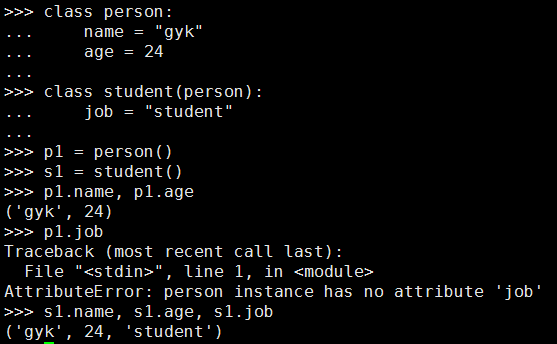 >>> class person:
...     name = "gyk"
...     age = 24
...
>>> class student(person):
...     job = "student"
...
>>> p1 = person()
>>> s1 = student()
>>> p1.name, p1.age
('gyk', 24)
>>> p1.job
Traceback (most recent call last):
  File "<stdin>", line 1, in <module>
AttributeError: person instance has no attribute 'job'
>>> s1.name, s1.age, s1.job
('gyk', 24, 'student')